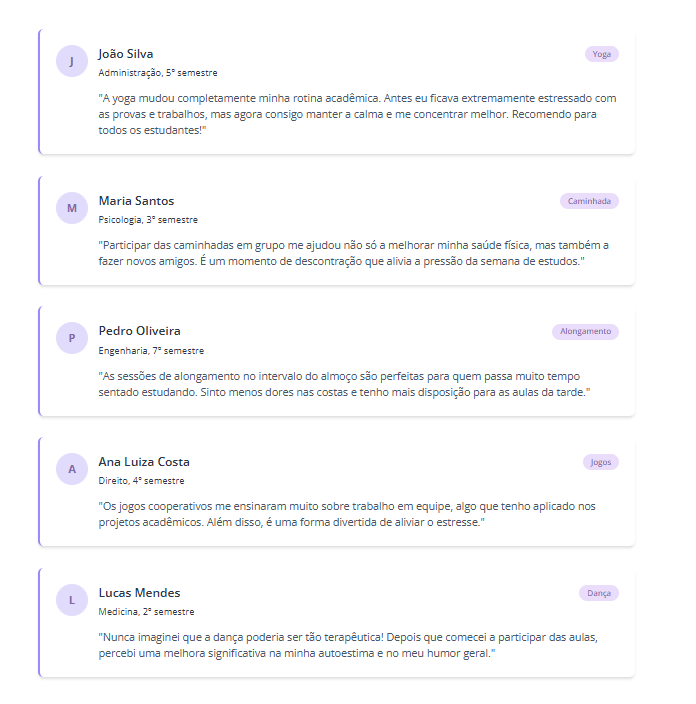 J
João Silva
Yoga
Administração, 5º semestre
"A yoga mudou completamente minha rotina acadêmica. Antes eu ficava extremamente estressado com
as provas e trabalhos, mas agora consigo manter a calma e me concentrar melhor. Recomendo para
todos os estudantes!"
M
Maria Santos
Caminhada
Psicologia, 3º semestre
"Participar das caminhadas em grupo me ajudou não só a melhorar minha saúde física, mas também a
fazer novos amigos. É um momento de descontração que alivia a pressão da semana de estudos."
P
Pedro Oliveira
Alongamento
Engenharia, 7º semestre
"As sessões de alongamento no intervalo do almoço são perfeitas para quem passa muito tempo
sentado estudando. Sinto menos dores nas costas e tenho mais disposição para as aulas da tarde."
A
Ana Luiza Costa
Jogos
Direito, 4º semestre
"Os jogos cooperativos me ensinaram muito sobre trabalho em equipe, algo que tenho aplicado nos
projetos acadêmicos. Além disso, é uma forma divertida de aliviar o estresse."
L
Lucas Mendes
Dança
Medicina, 2º semestre
"Nunca imaginei que a dança poderia ser tão terapêutica! Depois que comecei a participar das aulas,
percebi uma melhora significativa na minha autoestima e no meu humor geral."